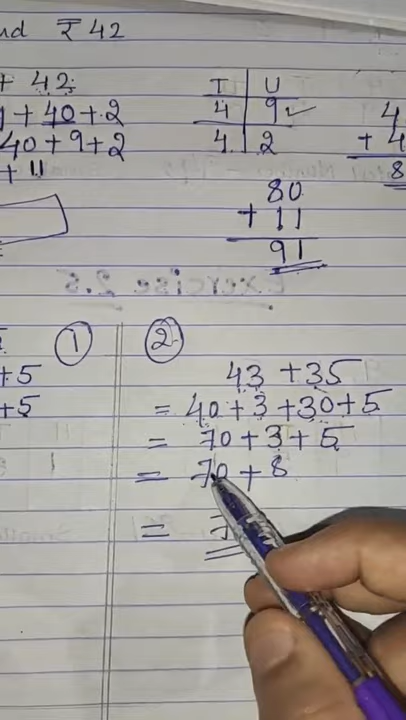 nd ₹ 42
+ 42
+ 40 + 2
40 + 9 + 2
+ 11
T U
4 9 ✓
4 2
4
+ 4
8
80
+ 11
91
Exercise 2.5
①
+5
+5
②
43 + 35
= 40 + 3 + 30 + 5
= 70 + 3 + 5
= 70 + 8
=